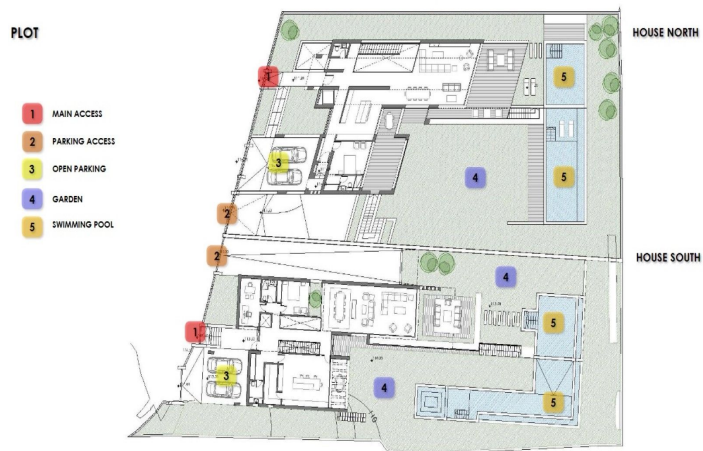 PLOT
HOUSE NORTH
1 MAIN ACCESS
2 PARKING ACCESS
3 OPEN PARKING
4 GARDEN
5 SWIMMING POOL
1
5
3
4
5
2
2
HOUSE SOUTH
4
5
1
3
4
5